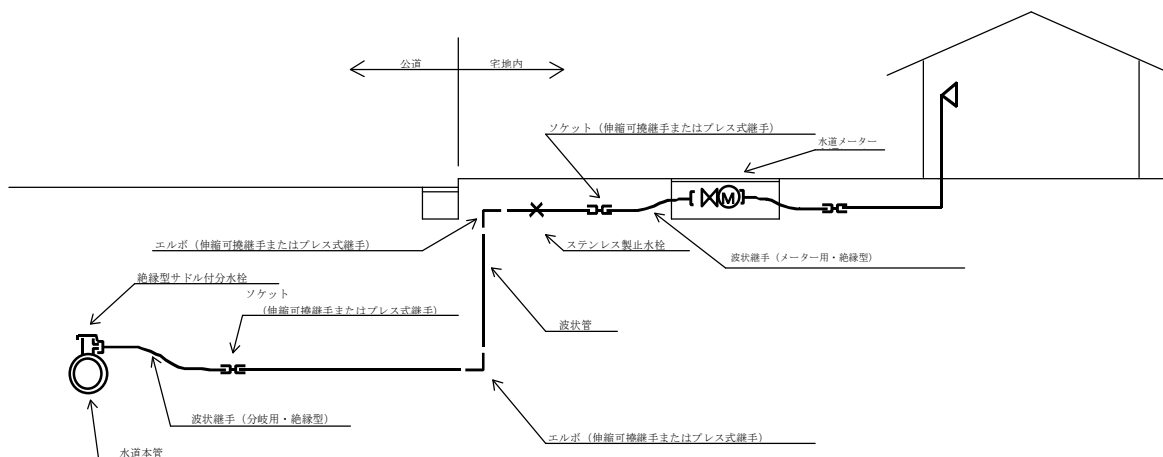 公道
宅地内
ソケット（伸縮可撓継手またはプレス式継手）
水道メーター
M
エルボ（伸縮可撓継手またはプレス式継手）
ステンレス製止水栓
波状継手（メーター用・絶縁型）
絶縁型サドル付分水栓
ソケット
（伸縮可撓継手またはプレス式継手）
波状管
波状継手（分岐用・絶縁型）
エルボ（伸縮可撓継手またはプレス式継手）
水道本管